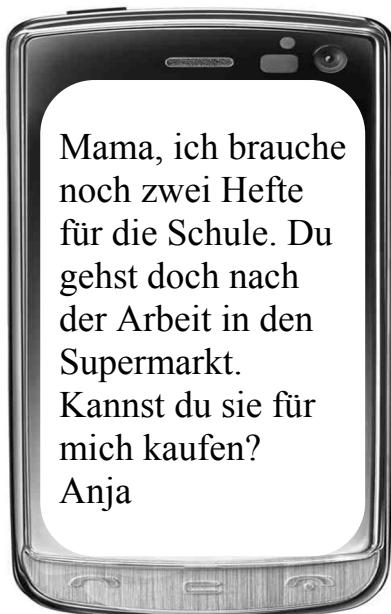 Mama, ich brauche
noch zwei Hefte
für die Schule. Du
gehst doch nach
der Arbeit in den
Supermarkt.
Kannst du sie für
mich kaufen?
Anja